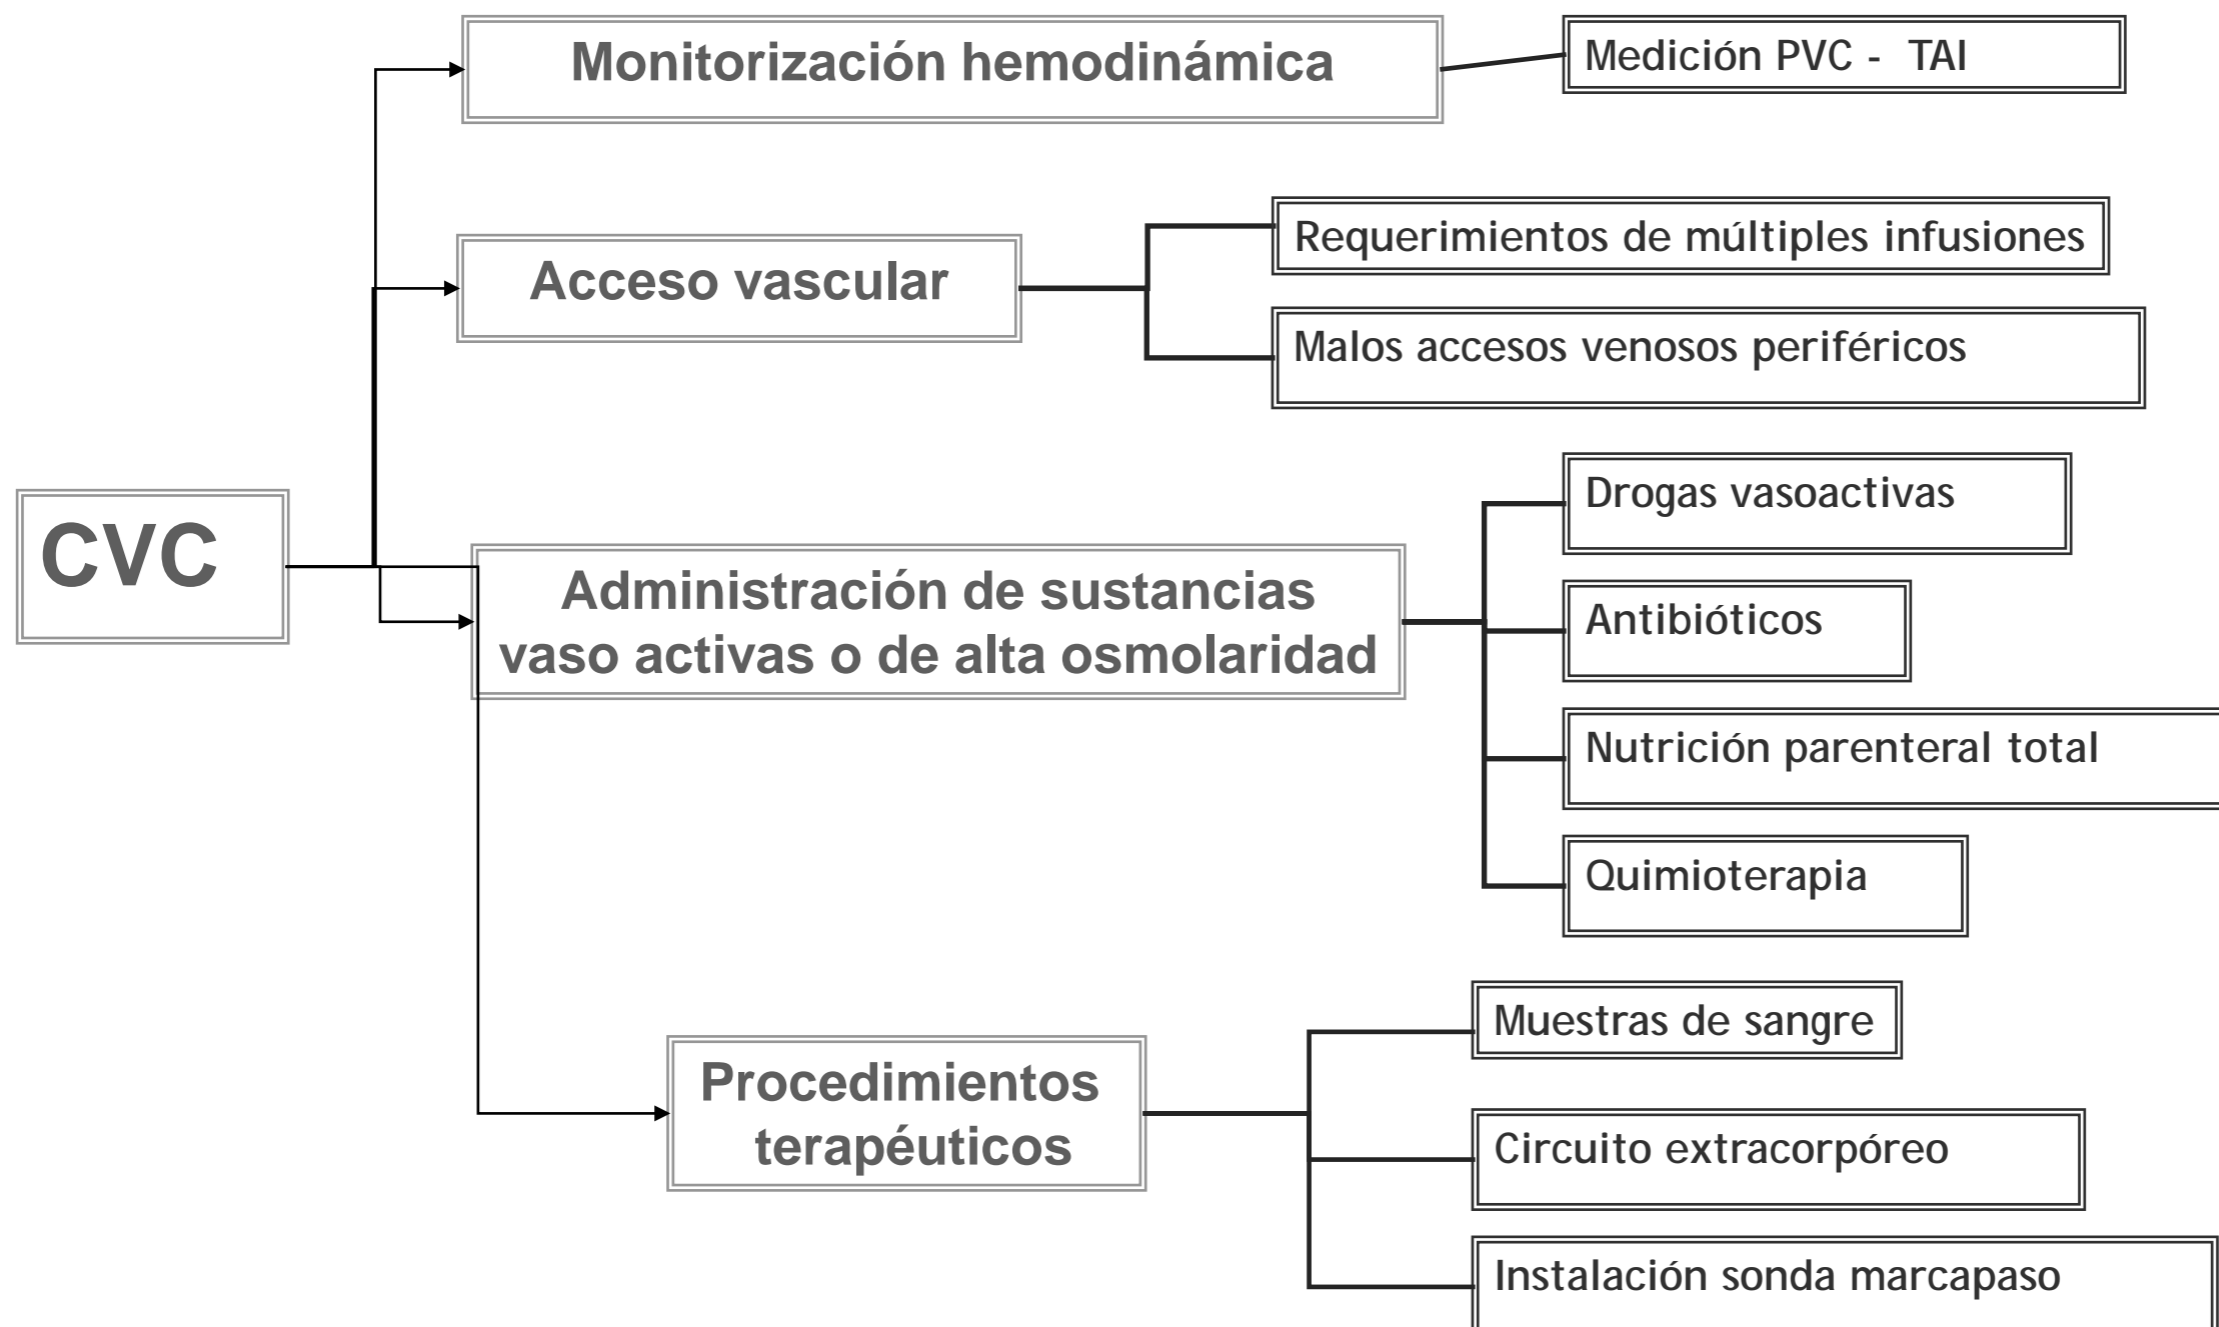 CVC
Monitorización hemodinámica
Medición PVC - TAI
Acceso vascular
Requerimientos de múltiples infusiones
Malos accesos venosos periféricos
Administración de sustancias
vaso activas o de alta osmolaridad
Drogas vasoactivas
Antibióticos
Nutrición parenteral total
Quimioterapia
Procedimientos
terapéuticos
Muestras de sangre
Circuito extracorpóreo
Instalación sonda marcapaso